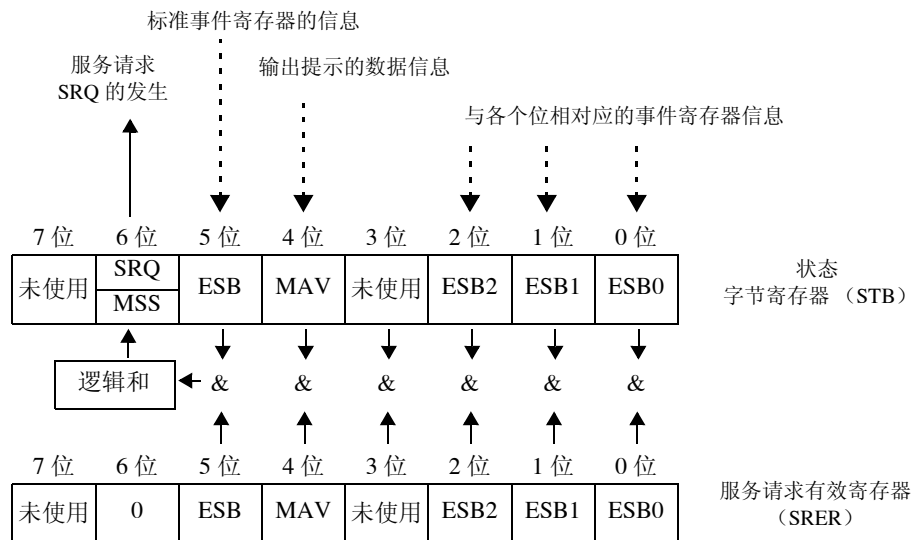 标准事件寄存器的信息
服务请求
SRQ 的发生
输出提示的数据信息
与各个位相对应的事件寄存器信息
7 位 6 位 5 位 4 位 3 位 2 位 1 位 0 位
未使用 SRQ MSS ESB MAV 未使用 ESB2 ESB1 ESB0
状态
字节寄存器 （STB）
逻辑和 & & & & & &
7 位 6 位 5 位 4 位 3 位 2 位 1 位 0 位
未使用 0 ESB MAV 未使用 ESB2 ESB1 ESB0
服务请求有效寄存器
（SRER）